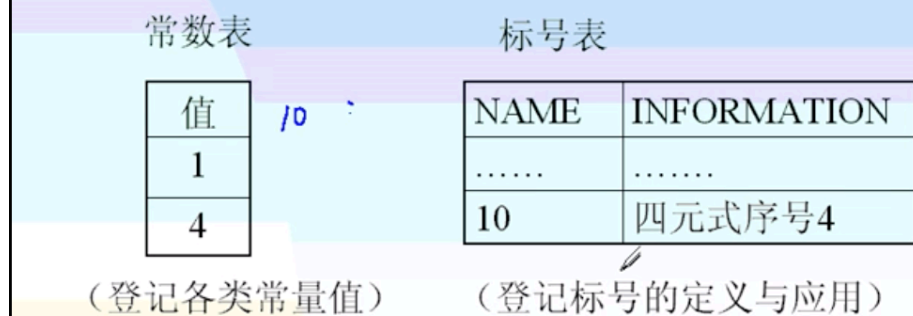 常数表 标号表
值 10 : NAME INFORMATION
1 …… …….
4 10 四元式序号4
（登记各类常量值） （登记标号的定义与应用）